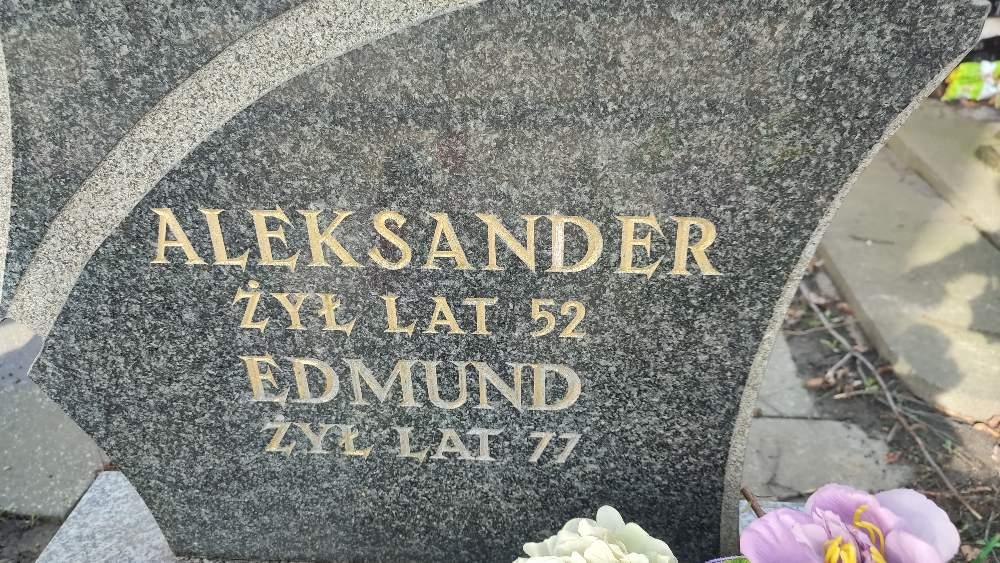 ALEKSANDER
ŻYŁ LAT 52
EDMUND
ŻYŁ LAT 77